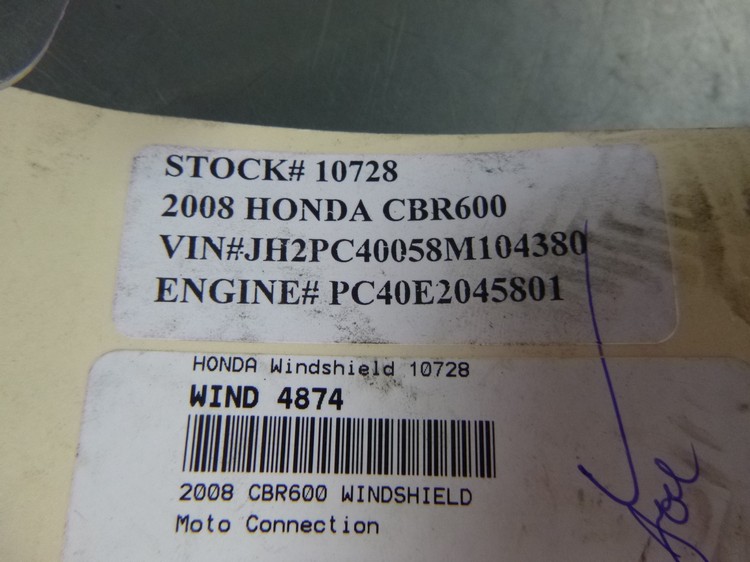 STOCK# 10728
2008 HONDA CBR600
VIN#JH2PC40058M104380
ENGINE# PC40E2045801
HONDA Windshield 10728
WIND 4874
2008 CBR600 WINDSHIELD
Moto Connection